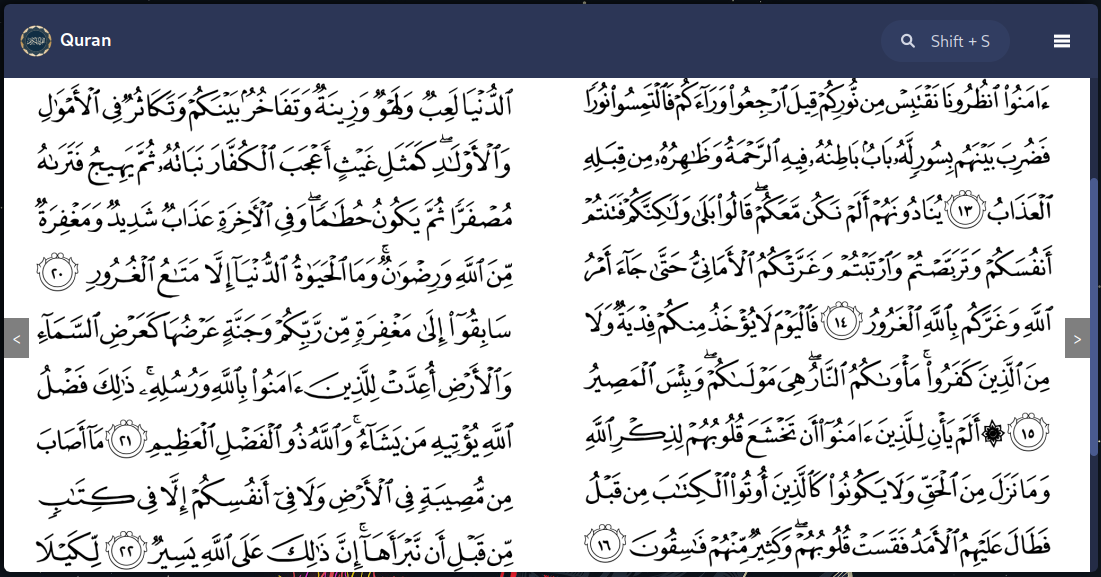 Quran
Shift + S
ءَامَنُواْ ٱنظُرُونَا نَقۡتَبِسۡ مِن نُّورِكُمۡ قِيلَ ٱرۡجِعُواْ وَرَآءَكُمۡ فَٱلۡتَمِسُواْ نُورٗاۖ
فَضُرِبَ بَيۡنَهُم بِسُورٖ لَّهُۥ بَابُۢ بَاطِنُهُۥ فِيهِ ٱلرَّحۡمَةُ وَظَٰهِرُهُۥ مِن قِبَلِهِ
ٱلۡعَذَابُ ١٣ يُنَادُونَهُمۡ أَلَمۡ نَكُن مَّعَكُمۡۖ قَالُواْ بَلَىٰ وَلَٰكِنَّكُمۡ فَتَنتُمۡ
أَنفُسَكُمۡ وَتَرَبَّصۡتُمۡ وَٱرۡتَبۡتُمۡ وَغَرَّتۡكُمُ ٱلۡأَمَانِيُّ حَتَّىٰ جَآءَ أَمۡرُ
ٱللَّهِ وَغَرَّكُم بِٱللَّهِ ٱلۡغَرُورُ ١٤ فَٱلۡيَوۡمَ لَا يُؤۡخَذُ مِنكُمۡ فِدۡيَةٞ وَلَا
مِنَ ٱلَّذِينَ كَفَرُواْۚ مَأۡوَىٰكُمُ ٱلنَّارُۖ هِيَ مَوۡلَىٰكُمۡۖ وَبِئۡسَ ٱلۡمَصِيرُ
١٥ ۞ أَلَمۡ يَأۡنِ لِلَّذِينَ ءَامَنُوٓاْ أَن تَخۡشَعَ قُلُوبُهُمۡ لِذِكۡرِ ٱللَّهِ
وَمَا نَزَلَ مِنَ ٱلۡحَقِّ وَلَا يَكُونُواْ كَٱلَّذِينَ أُوتُواْ ٱلۡكِتَٰبَ مِن قَبۡلُ
فَطَالَ عَلَيۡهِمُ ٱلۡأَمَدُ فَقَسَتۡ قُلُوبُهُمۡۖ وَكَثِيرٞ مِّنۡهُمۡ فَٰسِقُونَ ١٦
ٱلدُّنۡيَا لَعِبٞ وَلَهۡوٞ وَزِينَةٞ وَتَفَاخُرُۢ بَيۡنَكُمۡ وَتَكَاثُرٞ فِي ٱلۡأَمۡوَٰلِ
وَٱلۡأَوۡلَٰدِۖ كَمَثَلِ غَيۡثٍ أَعۡجَبَ ٱلۡكُفَّارَ نَبَاتُهُۥ ثُمَّ يَهِيجُ فَتَرَىٰهُ
مُصۡفَرّٗا ثُمَّ يَكُونُ حُطَٰمٗاۖ وَفِي ٱلۡأٓخِرَةِ عَذَابٞ شَدِيدٞ وَمَغۡفِرَةٞ
مِّنَ ٱللَّهِ وَرِضۡوَٰنٞۚ وَمَا ٱلۡحَيَوٰةُ ٱلدُّنۡيَآ إِلَّا مَتَٰعُ ٱلۡغُرُورِ ٢٠
سَابِقُوٓاْ إِلَىٰ مَغۡفِرَةٖ مِّن رَّبِّكُمۡ وَجَنَّةٍ عَرۡضُهَا كَعَرۡضِ ٱلسَّمَآءِ
وَٱلۡأَرۡضِ أُعِدَّتۡ لِلَّذِينَ ءَامَنُواْ بِٱللَّهِ وَرُسُلِهِۦۚ ذَٰلِكَ فَضۡلُ
ٱللَّهِ يُؤۡتِيهِ مَن يَشَآءُۚ وَٱللَّهُ ذُو ٱلۡفَضۡلِ ٱلۡعَظِيمِ ٢١ مَآ أَصَابَ
مِن مُّصِيبَةٖ فِي ٱلۡأَرۡضِ وَلَا فِيٓ أَنفُسِكُمۡ إِلَّا فِي كِتَٰبٖ
مِّن قَبۡلِ أَن نَّبۡرَأَهَآۚ إِنَّ ذَٰلِكَ عَلَى ٱللَّهِ يَسِيرٞ ٢٢ لِّكَيۡلَا
<
>